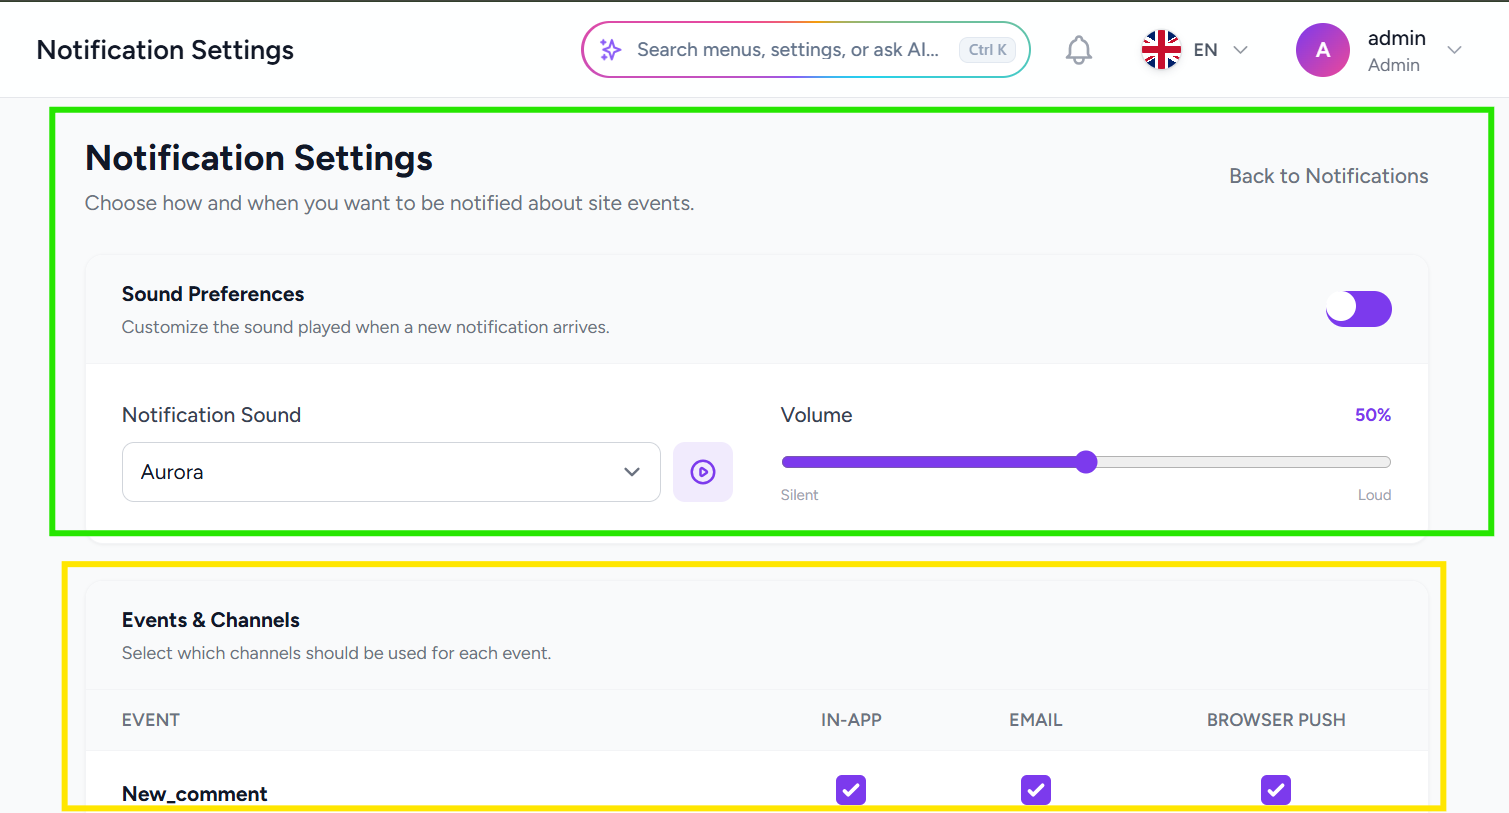 Notification Settings
Search menus, settings, or ask AI...
Ctrl K
EN
A
admin
Admin
Notification Settings
Choose how and when you want to be notified about site events.
Back to Notifications
Sound Preferences
Customize the sound played when a new notification arrives.
Notification Sound
Aurora
Volume
50%
Silent
Loud
Events & Channels
Select which channels should be used for each event.
EVENT
IN-APP
EMAIL
BROWSER PUSH
New_comment